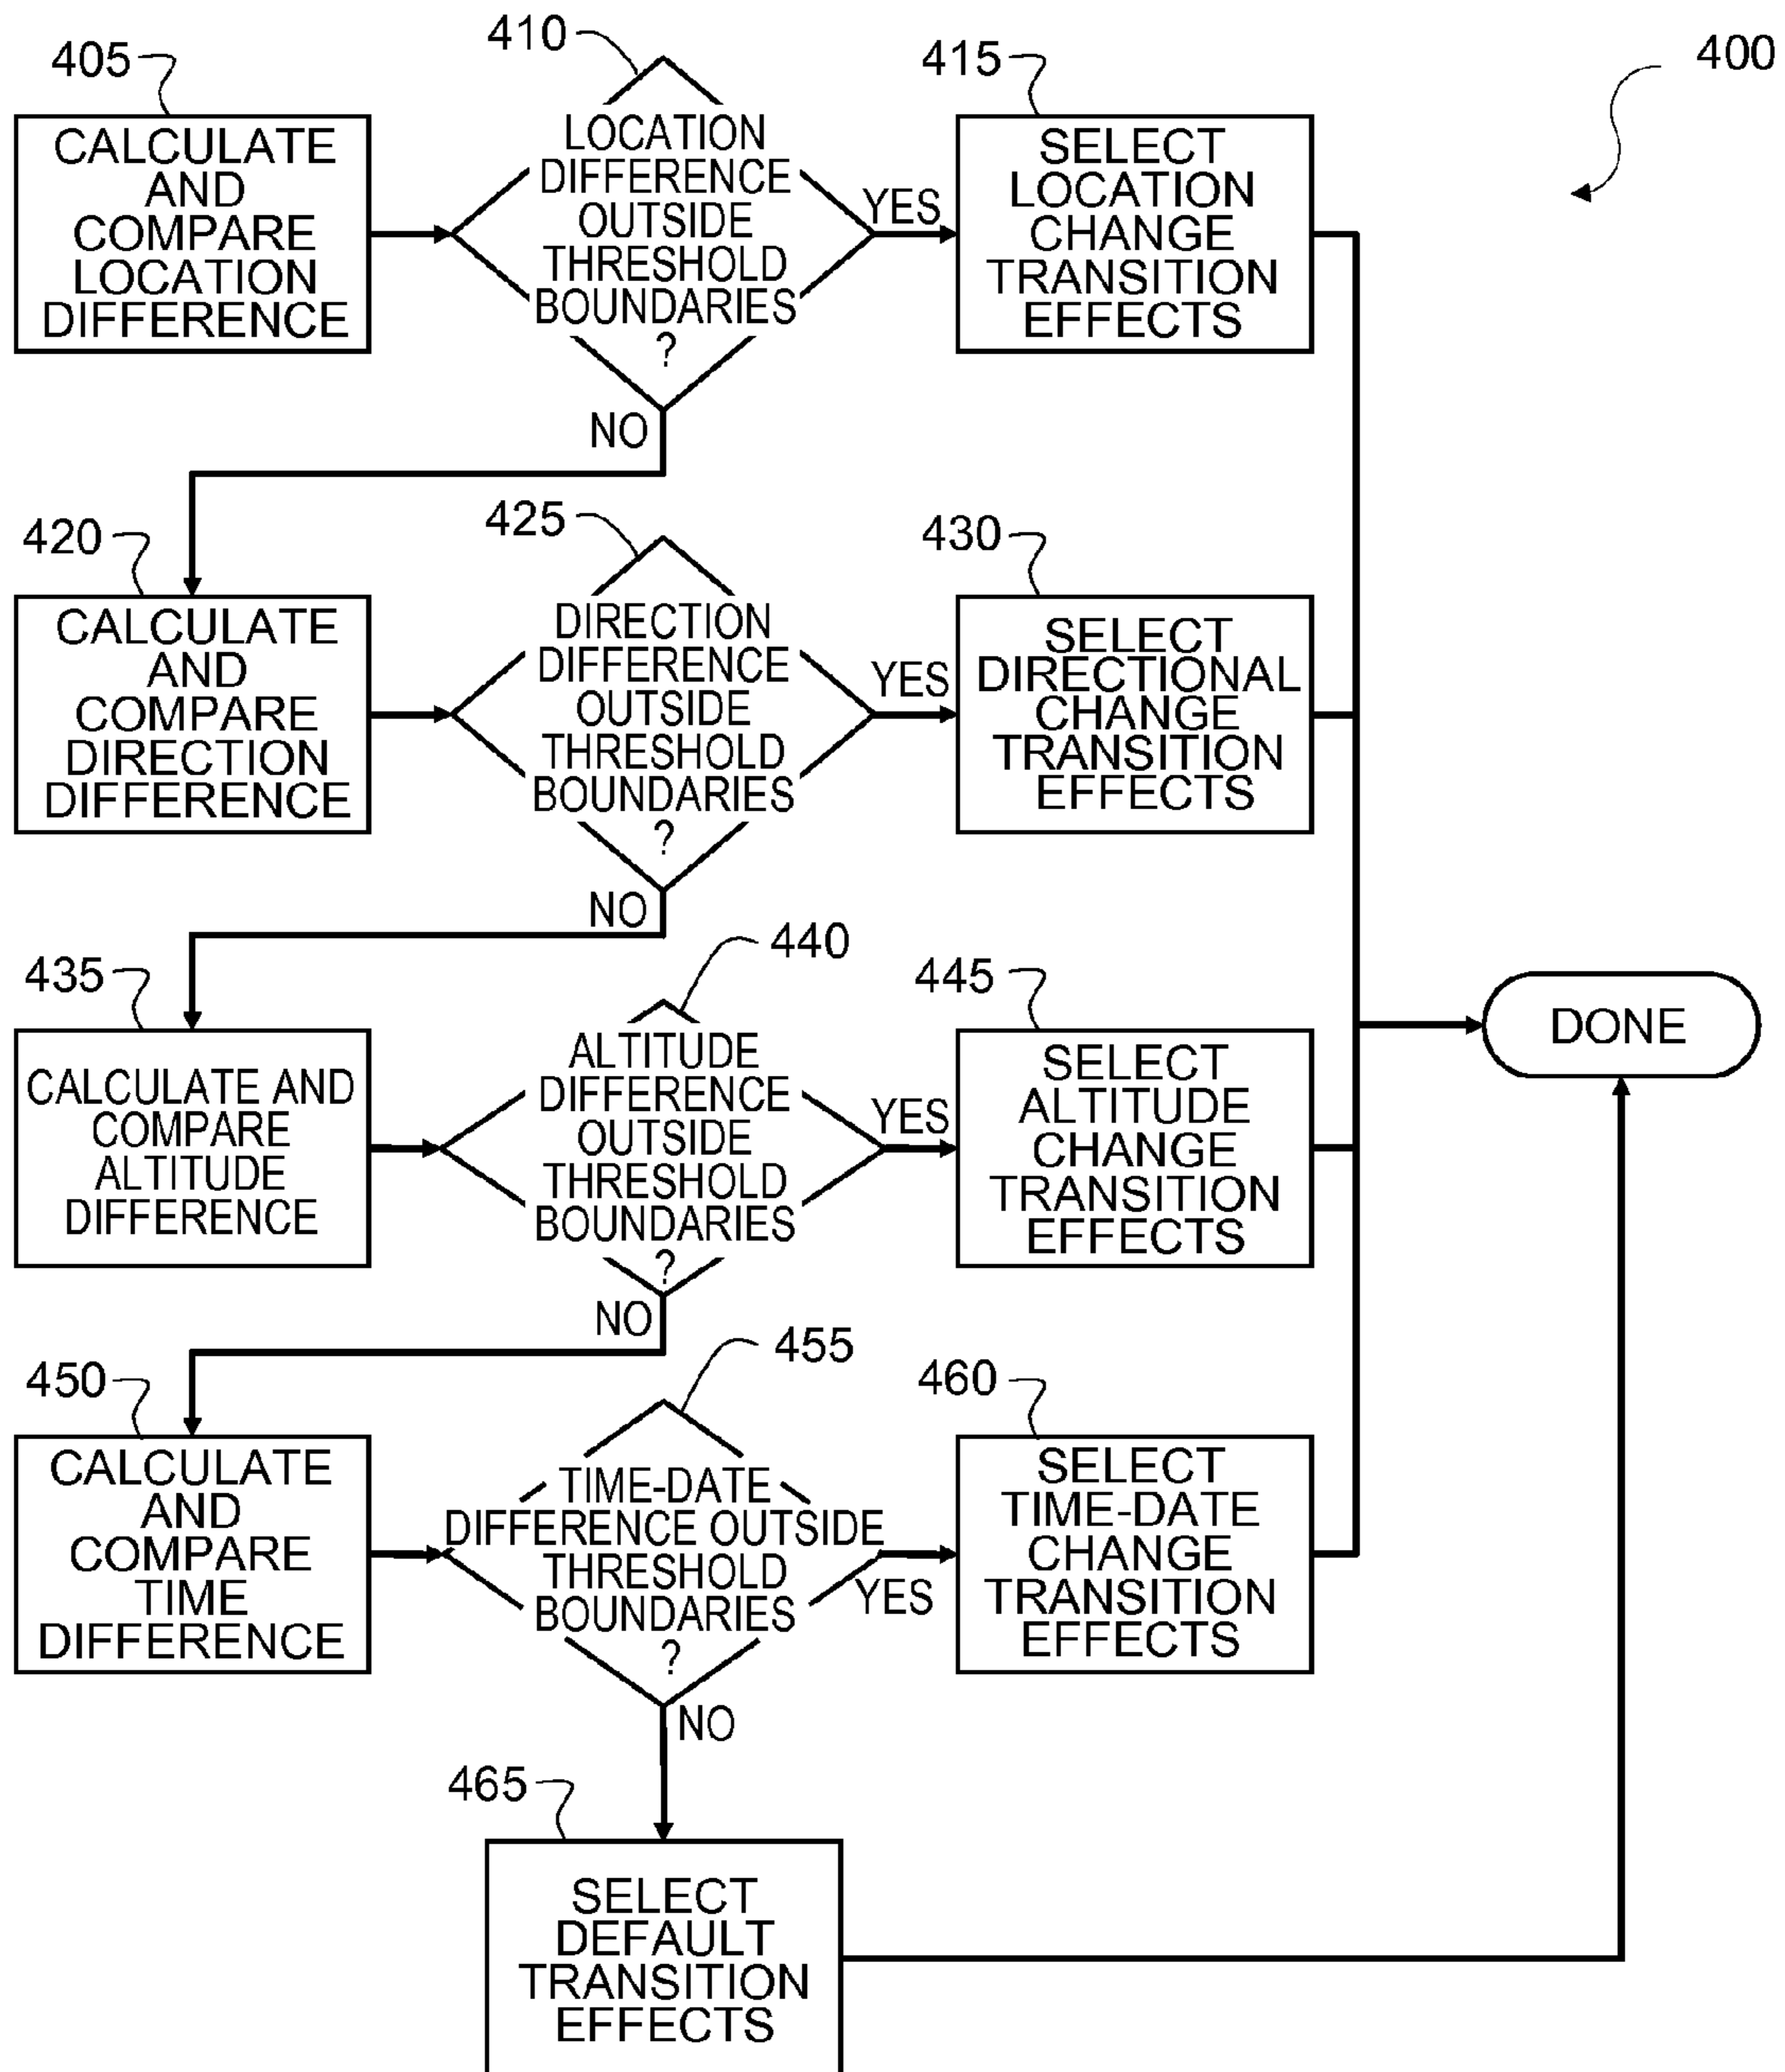 400
405
CALCULATE
AND
COMPARE
LOCATION
DIFFERENCE
410
LOCATION
DIFFERENCE
OUTSIDE
THRESHOLD
BOUNDARIES
?
YES
NO
415
SELECT
LOCATION
CHANGE
TRANSITION
EFFECTS
420
CALCULATE
AND
COMPARE
DIRECTION
DIFFERENCE
425
DIRECTION
DIFFERENCE
OUTSIDE
THRESHOLD
BOUNDARIES
?
YES
NO
430
SELECT
DIRECTIONAL
CHANGE
TRANSITION
EFFECTS
435
CALCULATE AND
COMPARE
ALTITUDE
DIFFERENCE
440
ALTITUDE
DIFFERENCE
OUTSIDE
THRESHOLD
BOUNDARIES
?
YES
NO
445
SELECT
ALTITUDE
CHANGE
TRANSITION
EFFECTS
DONE
450
CALCULATE
AND
COMPARE
TIME
DIFFERENCE
455
TIME-DATE
DIFFERENCE OUTSIDE
THRESHOLD
BOUNDARIES
?
YES
NO
460
SELECT
TIME-DATE
CHANGE
TRANSITION
EFFECTS
465
SELECT
DEFAULT
TRANSITION
EFFECTS